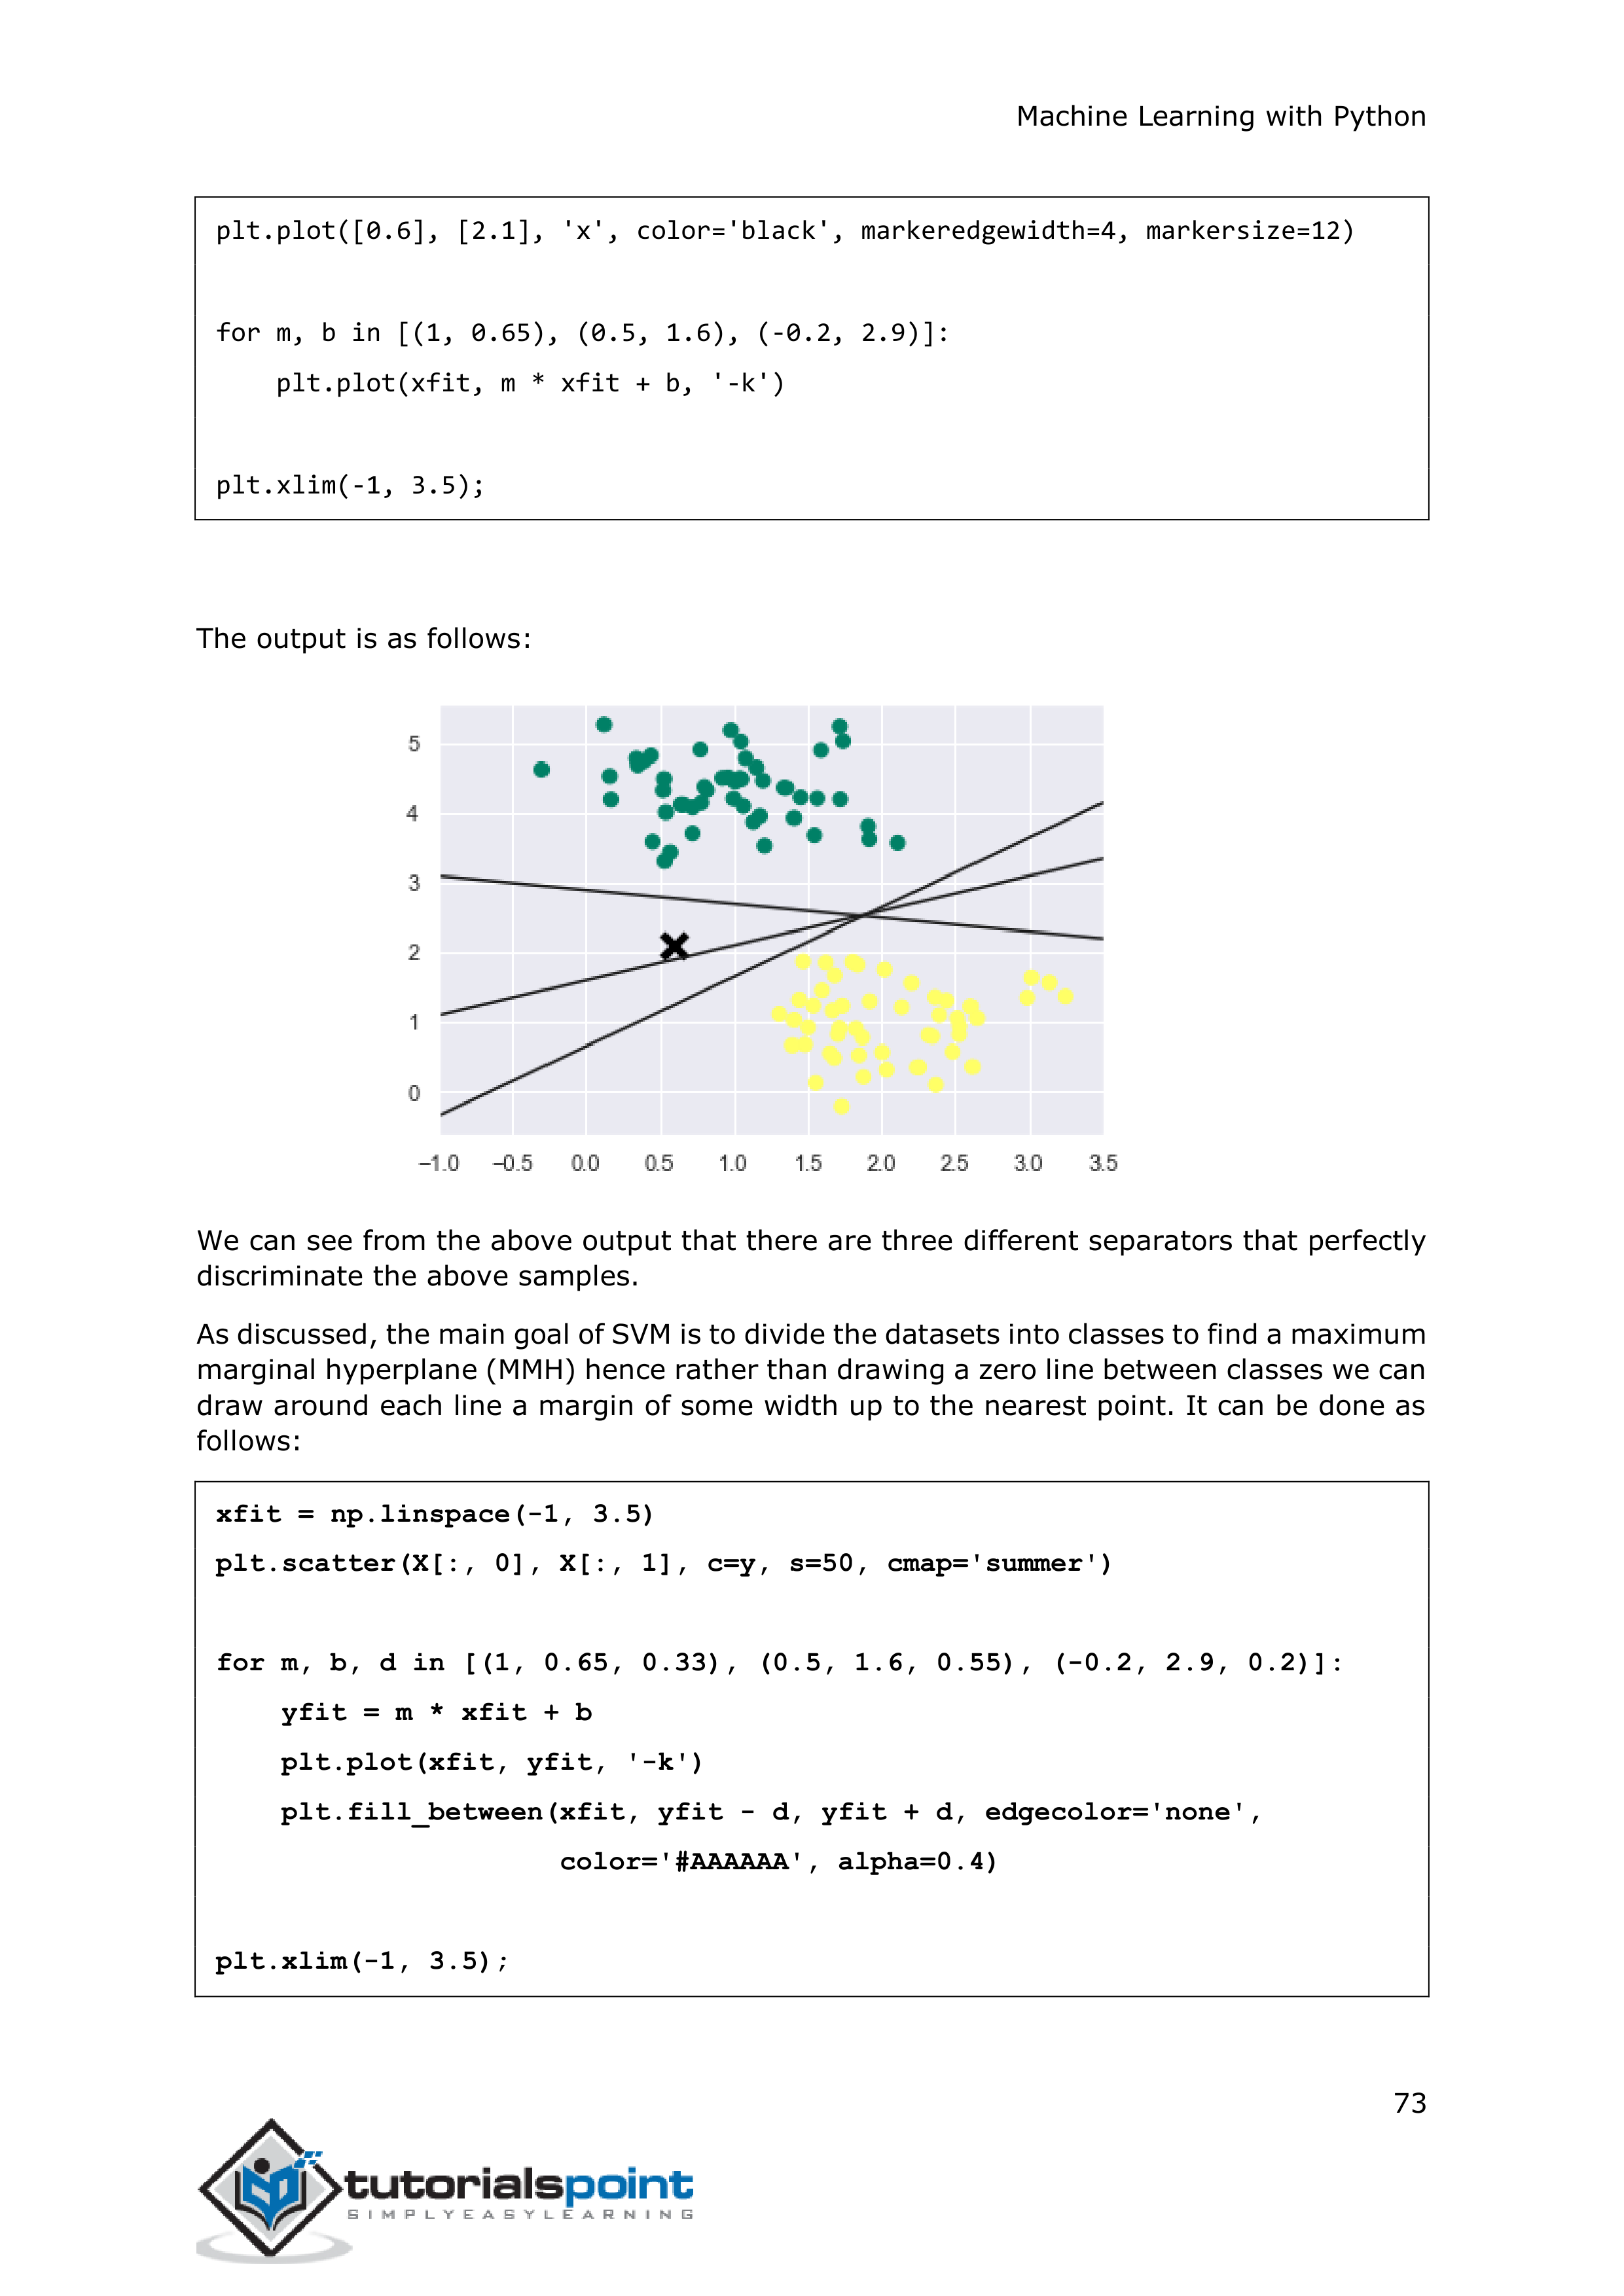 Machine Learning with Python
plt.plot([0.6], [2.1], 'x', color='black', markeredgewidth=4, markersize=12)
for m, b in [(1, 0.65), (0.5, 1.6), (-0.2, 2.9)]:
    plt.plot(xfit, m * xfit + b, '-k')
plt.xlim(-1, 3.5);
The output is as follows:
5
4
3
2
1
0
−1.0 −0.5 0.0 0.5 1.0 1.5 2.0 2.5 3.0 3.5
We can see from the above output that there are three different separators that perfectly
discriminate the above samples.
As discussed, the main goal of SVM is to divide the datasets into classes to find a maximum
marginal hyperplane (MMH) hence rather than drawing a zero line between classes we can
draw around each line a margin of some width up to the nearest point. It can be done as
follows:
xfit = np.linspace(-1, 3.5)
plt.scatter(X[:, 0], X[:, 1], c=y, s=50, cmap='summer')
for m, b, d in [(1, 0.65, 0.33), (0.5, 1.6, 0.55), (-0.2, 2.9, 0.2)]:
    yfit = m * xfit + b
    plt.plot(xfit, yfit, '-k')
    plt.fill_between(xfit, yfit - d, yfit + d, edgecolor='none',
                     color='#AAAAAA', alpha=0.4)
plt.xlim(-1, 3.5);
73
tutorialspoint
SIMPLYEASYLEARNING